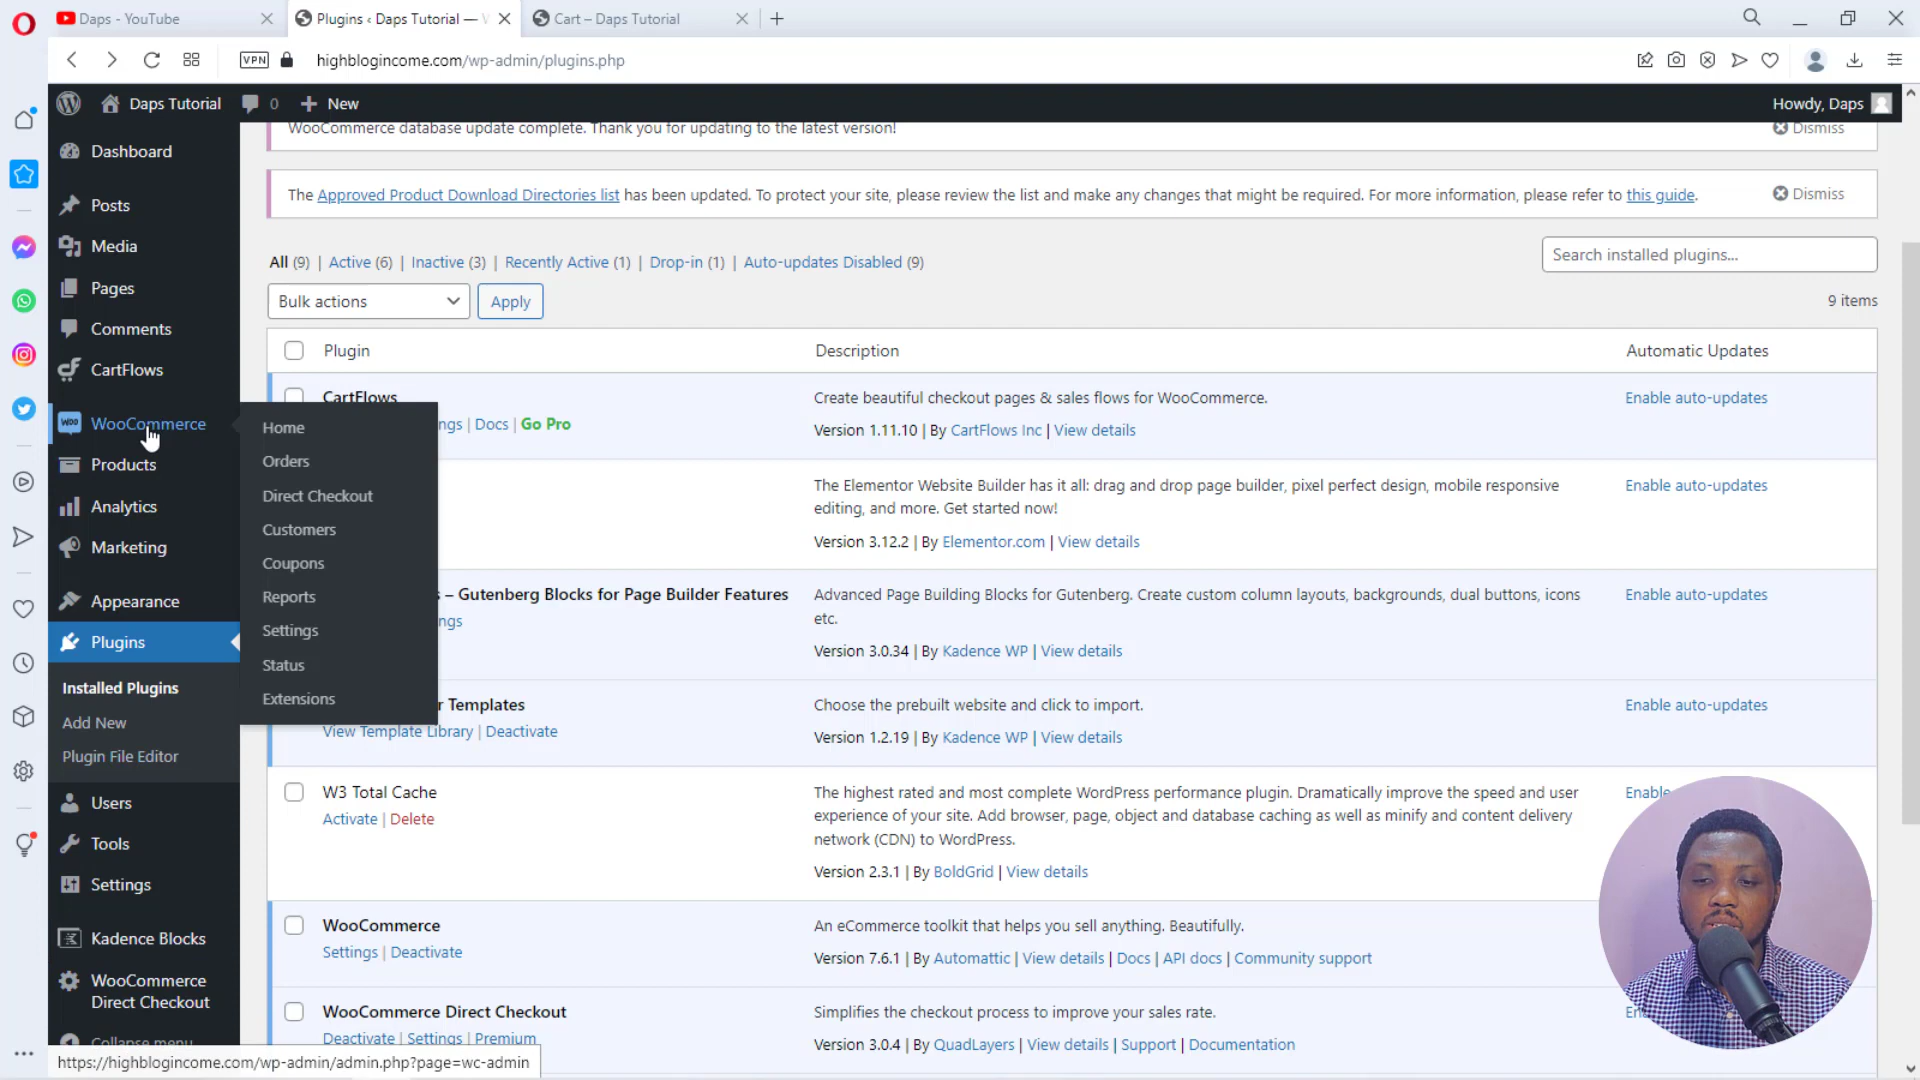 Daps - YouTube
Plugins ‹ Daps Tutorial —
Cart – Daps Tutorial
VPN
highblogincome.com/wp-admin/plugins.php
Daps Tutorial
0
New
Howdy, Daps
Dashboard
Posts
Media
Pages
Comments
CartFlows
WooCommerce
Products
Analytics
Marketing
Appearance
Plugins
Installed Plugins
Add New
Plugin File Editor
Users
Tools
Settings
Kadence Blocks
WooCommerce
Direct Checkout
Collapse menu
Home
Orders
Direct Checkout
Customers
Coupons
Reports
Settings
Status
Extensions
WooCommerce database update complete. Thank you for updating to the latest version!
Dismiss
The Approved Product Download Directories list has been updated. To protect your site, please review the list and make any changes that might be required. For more information, please refer to this guide.
Dismiss
All (9) | Active (6) | Inactive (3) | Recently Active (1) | Drop-in (1) | Auto-updates Disabled (9)
Search installed plugins...
Bulk actions
Apply
9 items
Plugin
Description
Automatic Updates
CartFlows
ngs | Docs | Go Pro
Create beautiful checkout pages & sales flows for WooCommerce.
Version 1.11.10 | By CartFlows Inc | View details
Enable auto-updates
The Elementor Website Builder has it all: drag and drop page builder, pixel perfect design, mobile responsive
editing, and more. Get started now!
Version 3.12.2 | By Elementor.com | View details
Enable auto-updates
s – Gutenberg Blocks for Page Builder Features
ngs
Advanced Page Building Blocks for Gutenberg. Create custom column layouts, backgrounds, dual buttons, icons
etc.
Version 3.0.34 | By Kadence WP | View details
Enable auto-updates
r Templates
View Template Library | Deactivate
Choose the prebuilt website and click to import.
Version 1.2.19 | By Kadence WP | View details
Enable auto-updates
W3 Total Cache
Activate | Delete
The highest rated and most complete WordPress performance plugin. Dramatically improve the speed and user
experience of your site. Add browser, page, object and database caching as well as minify and content delivery
network (CDN) to WordPress.
Version 2.3.1 | By BoldGrid | View details
Enable
WooCommerce
Settings | Deactivate
An eCommerce toolkit that helps you sell anything. Beautifully.
Version 7.6.1 | By Automattic | View details | Docs | API docs | Community support
WooCommerce Direct Checkout
Deactivate | Settings | Premium
Simplifies the checkout process to improve your sales rate.
Version 3.0.4 | By QuadLayers | View details | Support | Documentation
https://highblogincome.com/wp-admin/admin.php?page=wc-admin